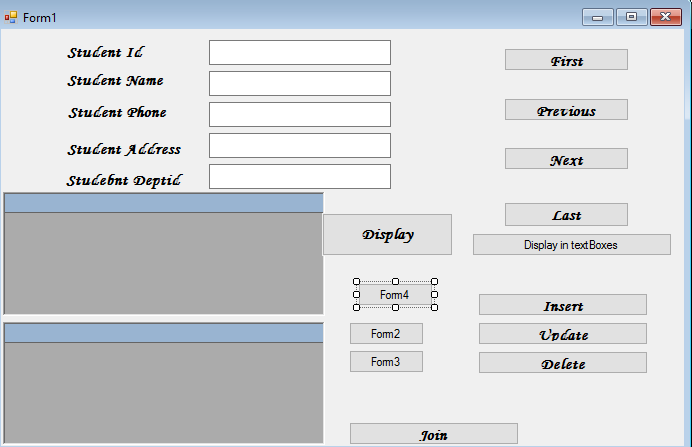 Form1
Student Id
Student Name
Student Phone
Student Address
Studebnt Deptid
First
Previous
Next
Last
Display
Display in textBoxes
Form4
Form2
Form3
Insert
Update
Delete
Join